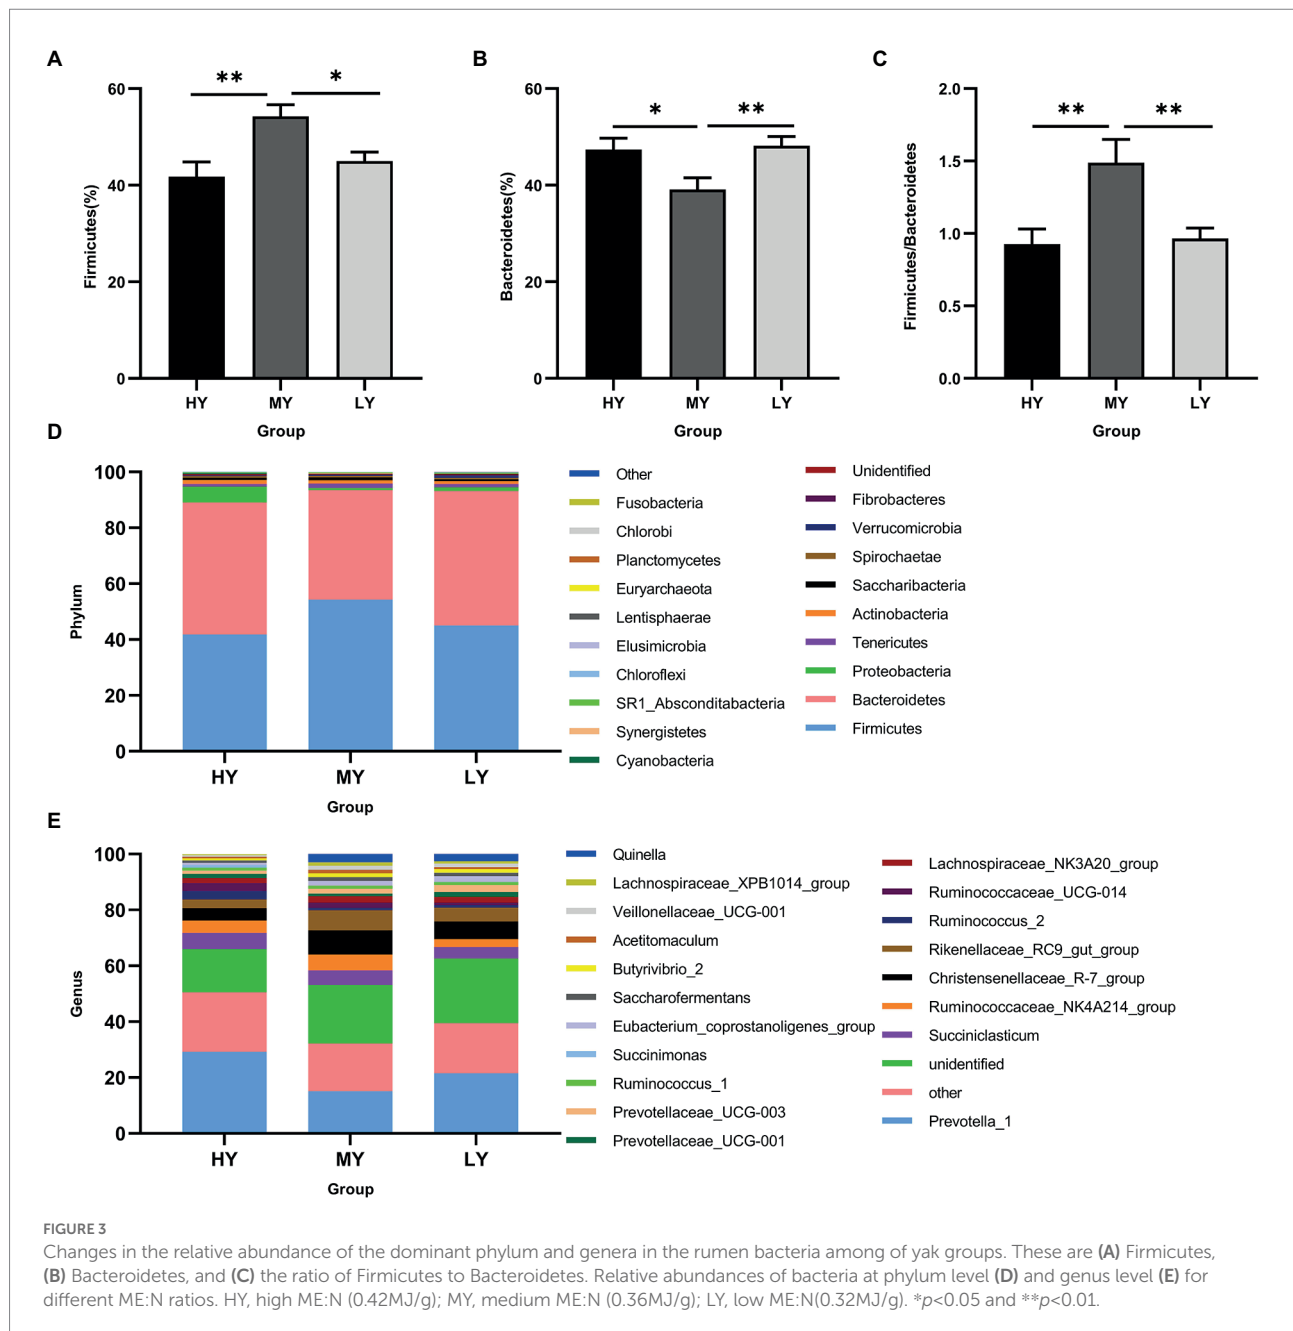 A
B
C
**
*
Firmicutes(%)
60
40
20
0
HY MY LY
Group
*
**
Bacteroidetes(%)
60
40
20
0
HY MY LY
Group
**
**
Firmicutes/Bacteroidetes
2.0
1.5
1.0
0.5
0.0
HY MY LY
Group
D
Phylum
100
80
60
40
20
0
HY MY LY
Group
Other
Fusobacteria
Chlorobi
Planctomycetes
Euryarchaeota
Lentisphaerae
Elusimicrobia
Chloroflexi
SR1_Absconditabacteria
Synergistetes
Cyanobacteria
Unidentified
Fibrobacteres
Verrucomicrobia
Spirochaetae
Saccharibacteria
Actinobacteria
Tenericutes
Proteobacteria
Bacteroidetes
Firmicutes
E
Genus
100
80
60
40
20
0
HY MY LY
Group
Quinella
Lachnospiraceae_XPB1014_group
Veillonellaceae_UCG-001
Acetitomaculum
Butyrivibrio_2
Saccharofermentans
Eubacterium_coprostanoligenes_group
Succinimonas
Ruminococcus_1
Prevotellaceae_UCG-003
Prevotellaceae_UCG-001
Lachnospiraceae_NK3A20_group
Ruminococcaceae_UCG-014
Ruminococcus_2
Rikenellaceae_RC9_gut_group
Christensenellaceae_R-7_group
Ruminococcaceae_NK4A214_group
Succiniclasticum
unidentified
other
Prevotella_1
FIGURE 3
Changes in the relative abundance of the dominant phylum and genera in the rumen bacteria among of yak groups. These are (A) Firmicutes,
(B) Bacteroidetes, and (C) the ratio of Firmicutes to Bacteroidetes. Relative abundances of bacteria at phylum level (D) and genus level (E) for
different ME:N ratios. HY, high ME:N (0.42MJ/g); MY, medium ME:N (0.36MJ/g); LY, low ME:N(0.32MJ/g). *p<0.05 and **p<0.01.